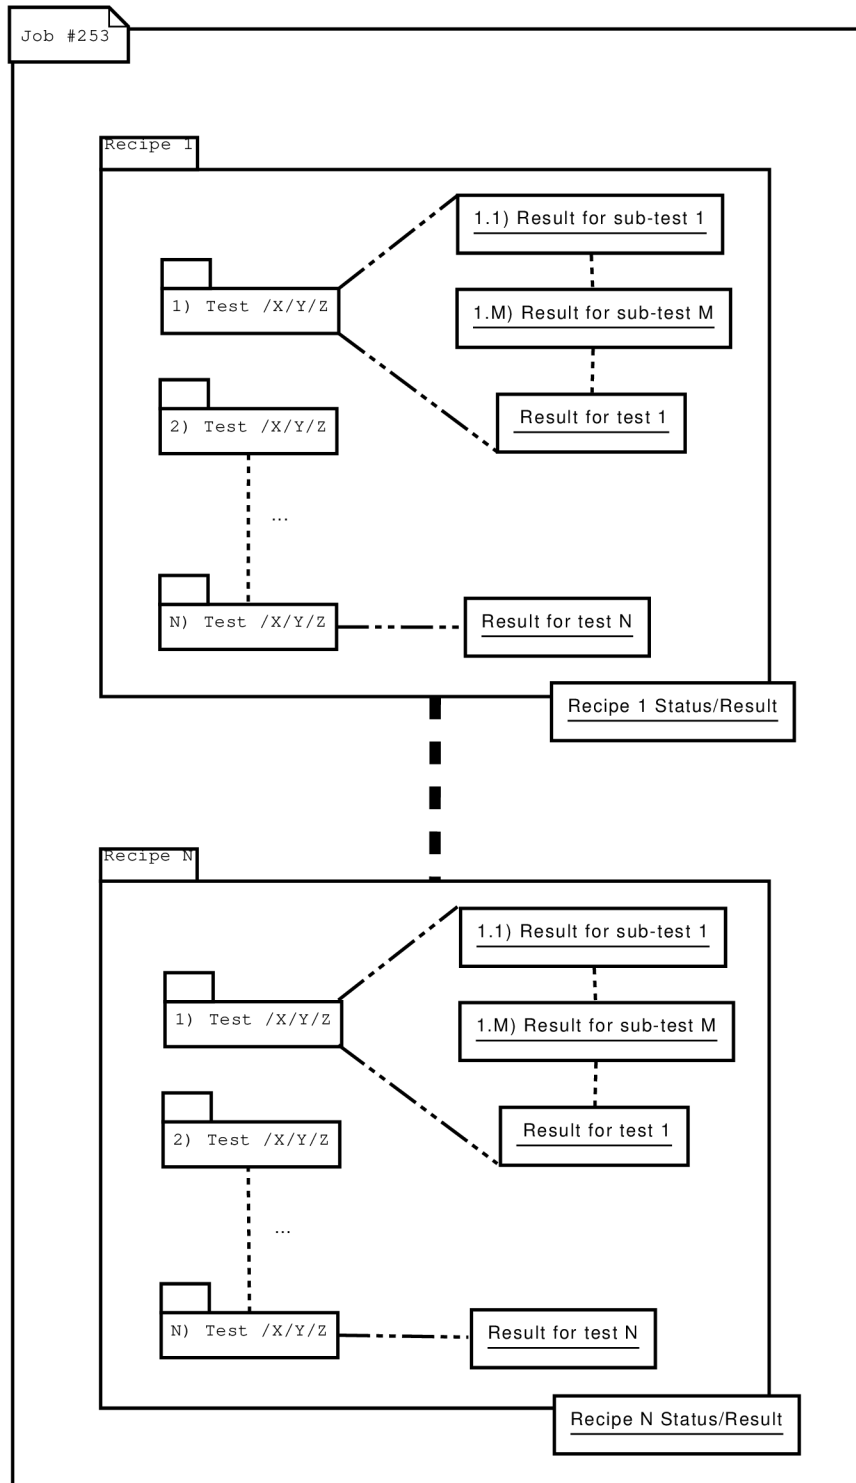 Job #253
Recipe 1
1.1) Result for sub-test 1
1) Test /X/Y/Z
1.M) Result for sub-test M
2) Test /X/Y/Z
Result for test 1
...
N) Test /X/Y/Z
Result for test N
Recipe 1 Status/Result
Recipe N
1.1) Result for sub-test 1
1) Test /X/Y/Z
1.M) Result for sub-test M
2) Test /X/Y/Z
Result for test 1
...
N) Test /X/Y/Z
Result for test N
Recipe N Status/Result